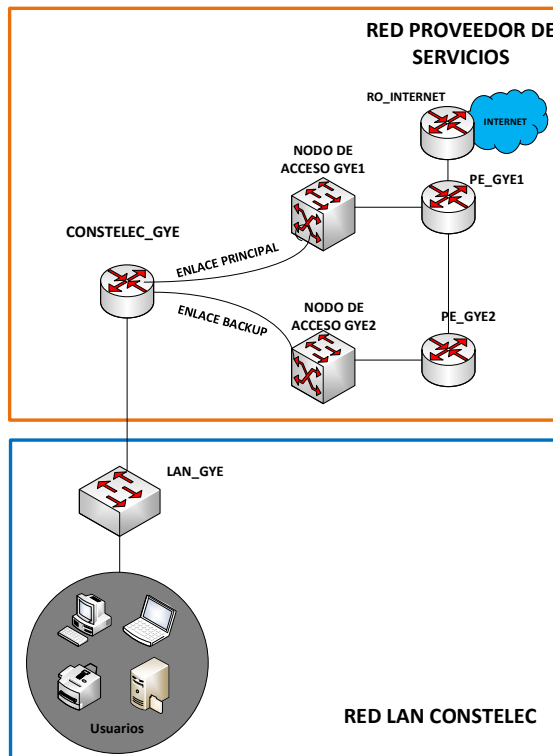 RED PROVEEDOR DE
SERVICIOS
RO_INTERNET
INTERNET
NODO DE
ACCESO GYE1
PE_GYE1
CONSTELEC_GYE
ENLACE PRINCIPAL
ENLACE BACKUP
NODO DE
ACCESO GYE2
PE_GYE2
LAN_GYE
Usuarios
RED LAN CONSTELEC